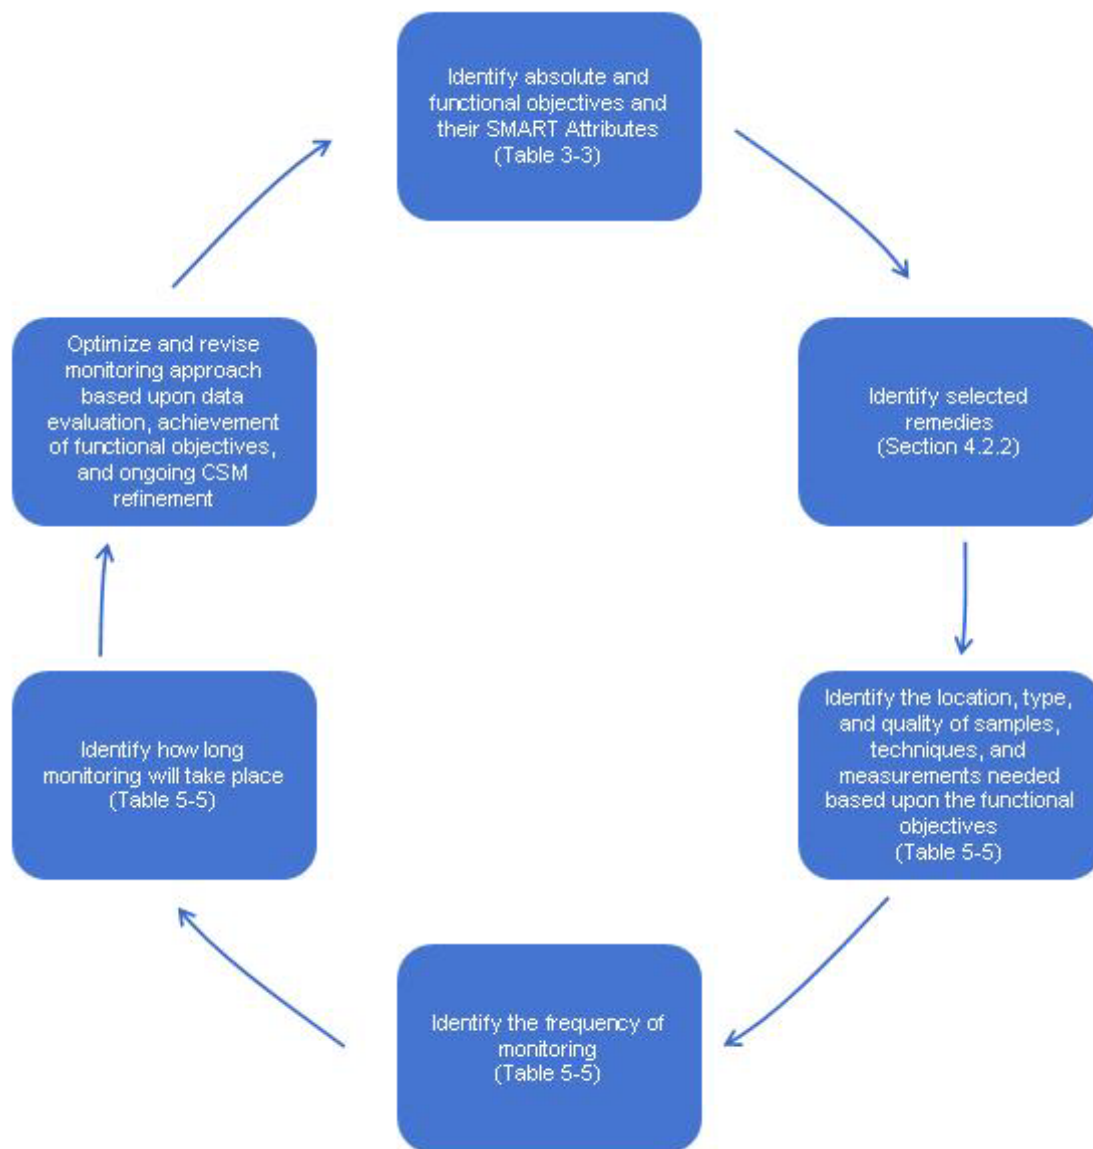 Identify absolute and
functional objectives and
their SMART Attributes
(Table 3-3)
Identify selected
remedies
(Section 4.2.2)
Identify the location, type,
and quality of samples,
techniques, and
measurements needed
based upon the functional
objectives
(Table 5-5)
Identify the frequency of
monitoring
(Table 5-5)
Identify how long
monitoring will take place
(Table 5-5)
Optimize and revise
monitoring approach
based upon data
evaluation, achievement
of functional objectives,
and ongoing CSM
refinement